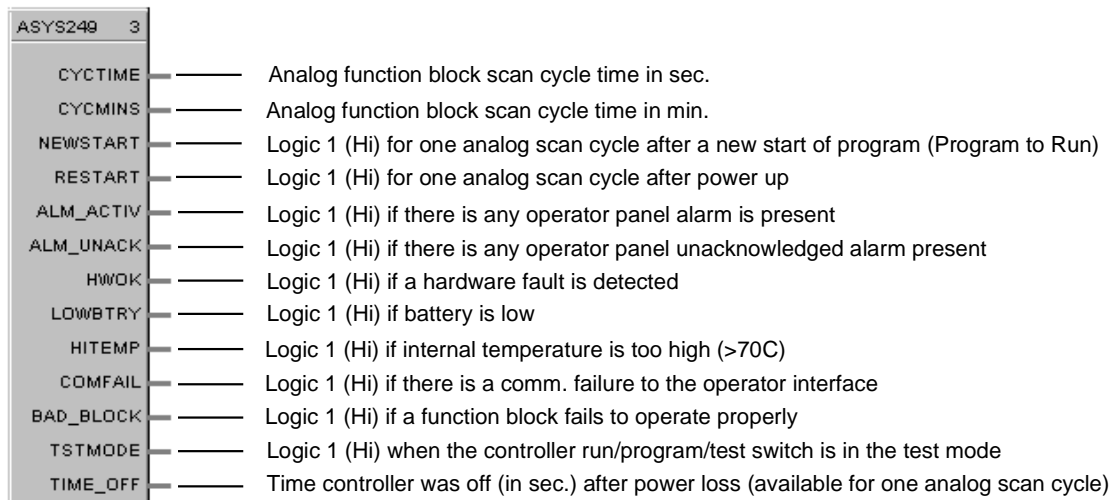 ASYS249 3
CYCTIME Analog function block scan cycle time in sec.
CYCMINS Analog function block scan cycle time in min.
NEWSTART Logic 1 (Hi) for one analog scan cycle after a new start of program (Program to Run)
RESTART Logic 1 (Hi) for one analog scan cycle after power up
ALM_ACTIV Logic 1 (Hi) if there is any operator panel alarm is present
ALM_UNACK Logic 1 (Hi) if there is any operator panel unacknowledged alarm present
HWOK Logic 1 (Hi) if a hardware fault is detected
LOWBTRY Logic 1 (Hi) if battery is low
HITEMP Logic 1 (Hi) if internal temperature is too high (>70C)
COMFAIL Logic 1 (Hi) if there is a comm. failure to the operator interface
BAD_BLOCK Logic 1 (Hi) if a function block fails to operate properly
TSTMODE Logic 1 (Hi) when the controller run/program/test switch is in the test mode
TIME_OFF Time controller was off (in sec.) after power loss (available for one analog scan cycle)